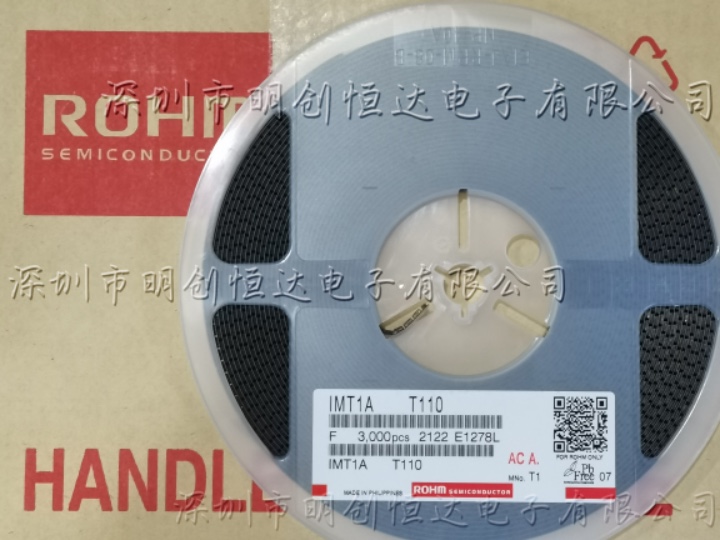 ROHM
SEMICONDUCTOR
深圳市明创恒达电子有限公司
深圳市明创恒达电子有限公司
IMT1A T110
F 3,000pcs 2122 E1278L
IMT1A T110
AC A.
FOR ROHM ONLY
Pb
Free 07
MNo. T1
MADE IN PHILIPPINES
ROHM SEMICONDUCTOR
HANDLE
深圳市明创恒达电子有限公司